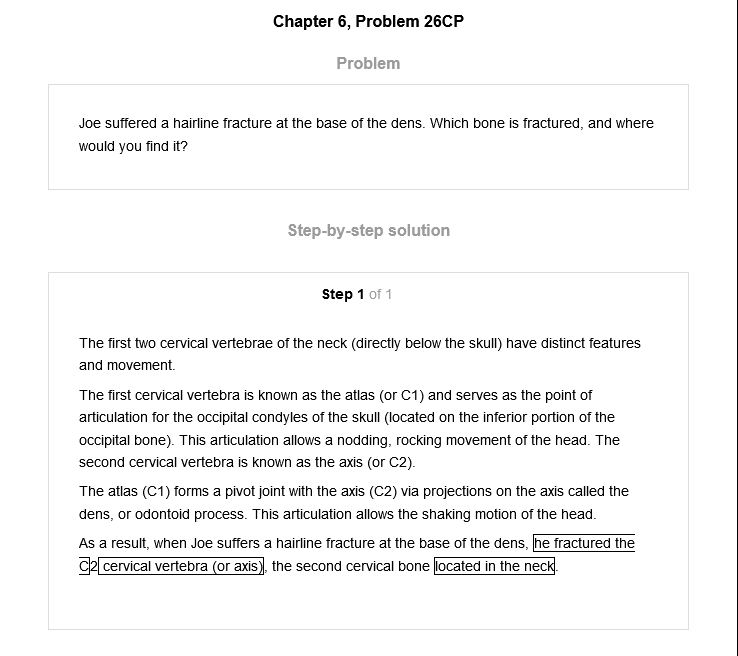 Chapter 6, Problem 26CP
Problem
Joe suffered a hairline fracture at the base of the dens. Which bone is fractured, and where
would you find it?
Step-by-step solution
Step 1 of 1
The first two cervical vertebrae of the neck (directly below the skull) have distinct features
and movement.
The first cervical vertebra is known as the atlas (or C1) and serves as the point of
articulation for the occipital condyles of the skull (located on the inferior portion of the
occipital bone). This articulation allows a nodding, rocking movement of the head. The
second cervical vertebra is known as the axis (or C2).
The atlas (C1) forms a pivot joint with the axis (C2) via projections on the axis called the
dens, or odontoid process. This articulation allows the shaking motion of the head.
As a result, when Joe suffers a hairline fracture at the base of the dens, he fractured the
C2 cervical vertebra (or axis), the second cervical bone located in the neck.